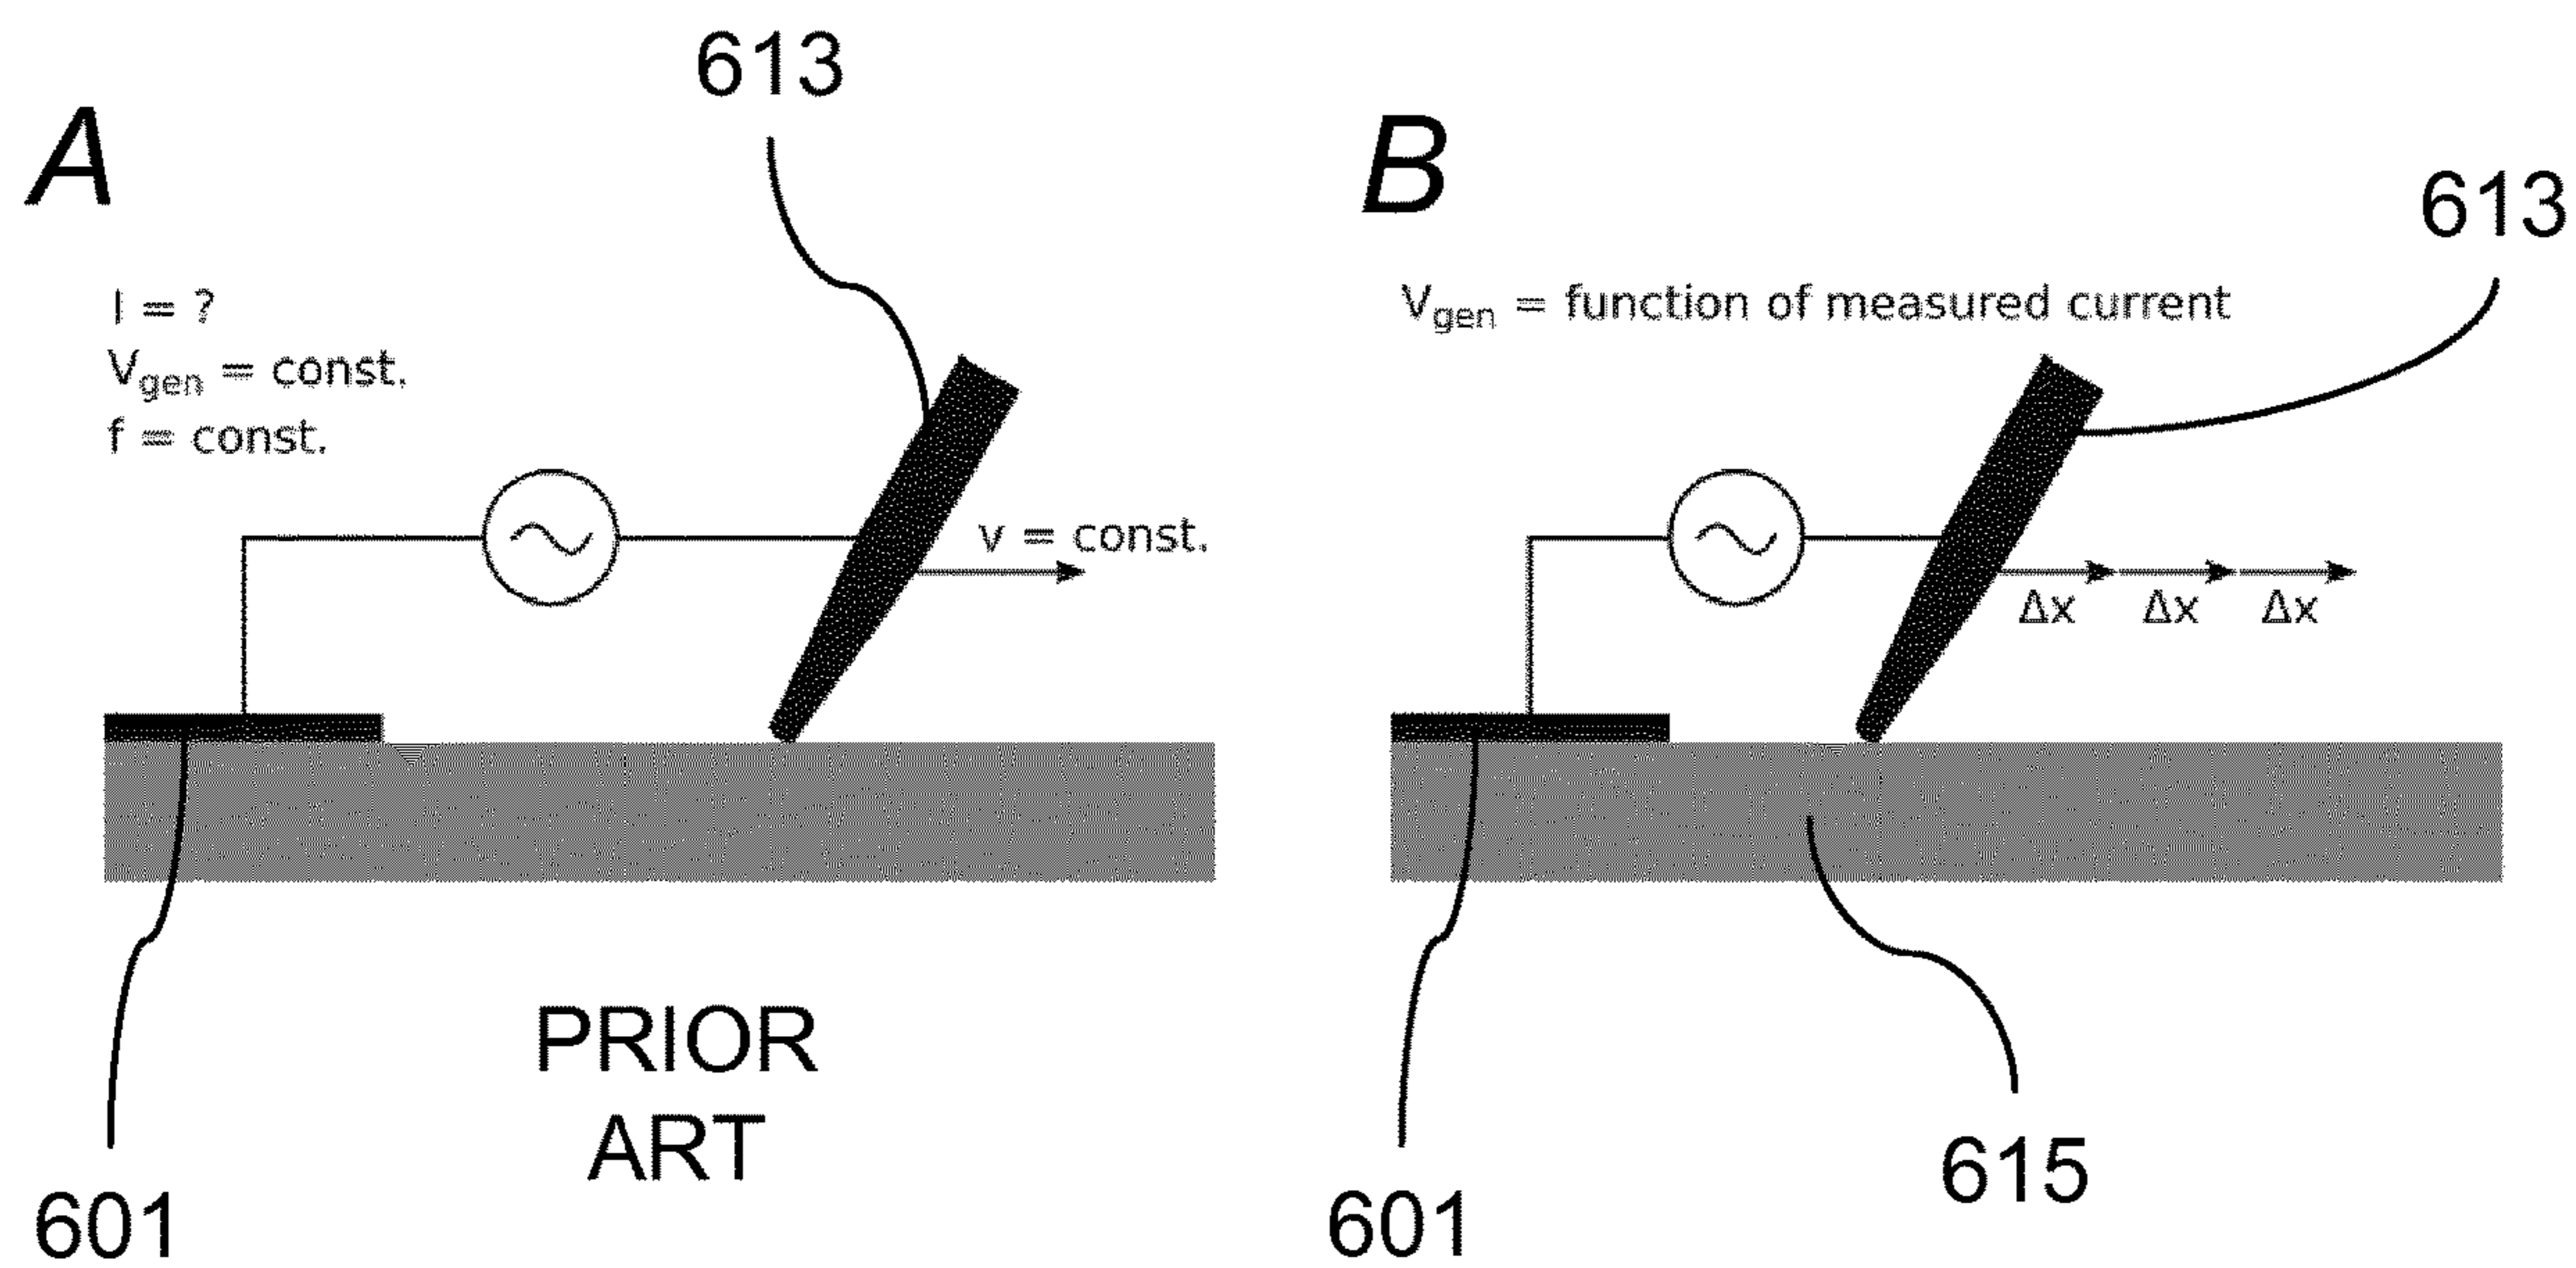 613
A
I = ?
Vgen = const.
f = const.
v = const.
PRIOR
ART
601
B
613
Vgen = function of measured current
Δx Δx Δx
615
601